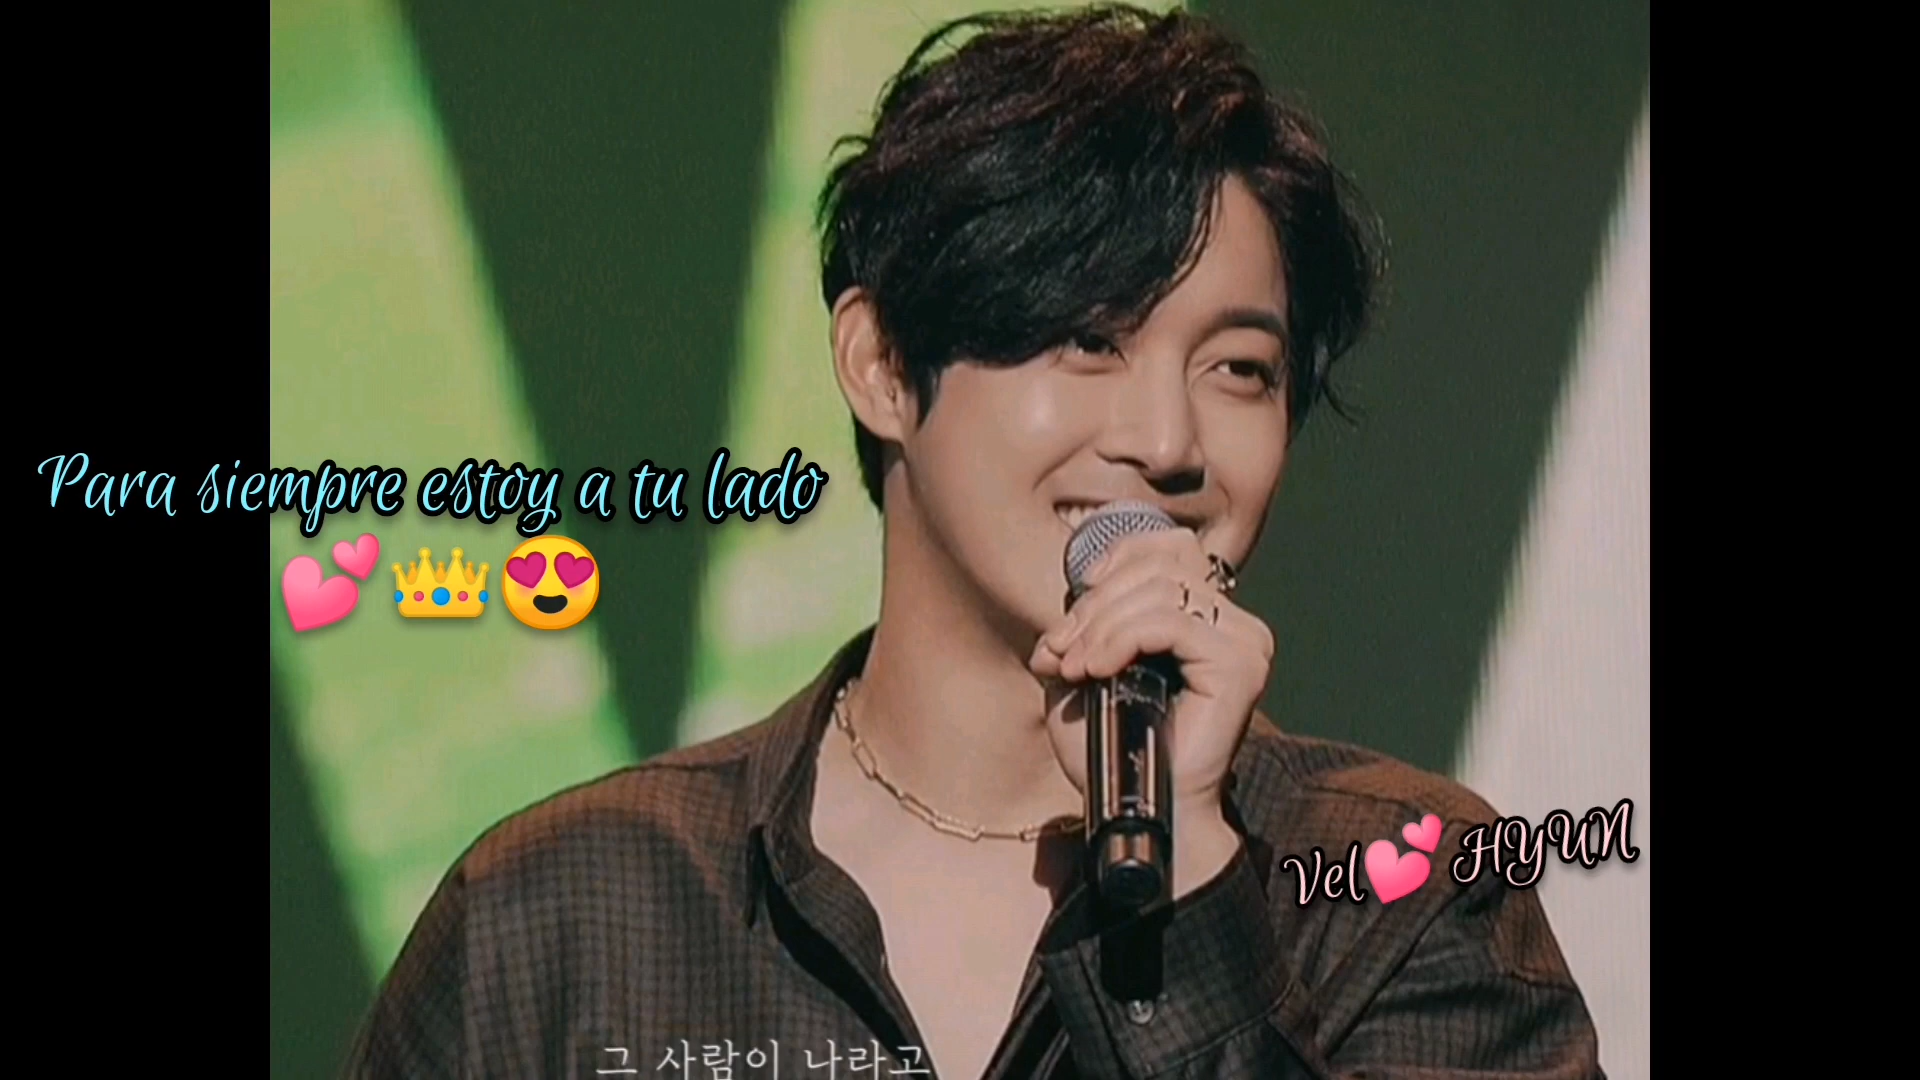 Para siempre estoy a tu lado
💕👑😍
Vel💕HYUN
그 사람이 나라고